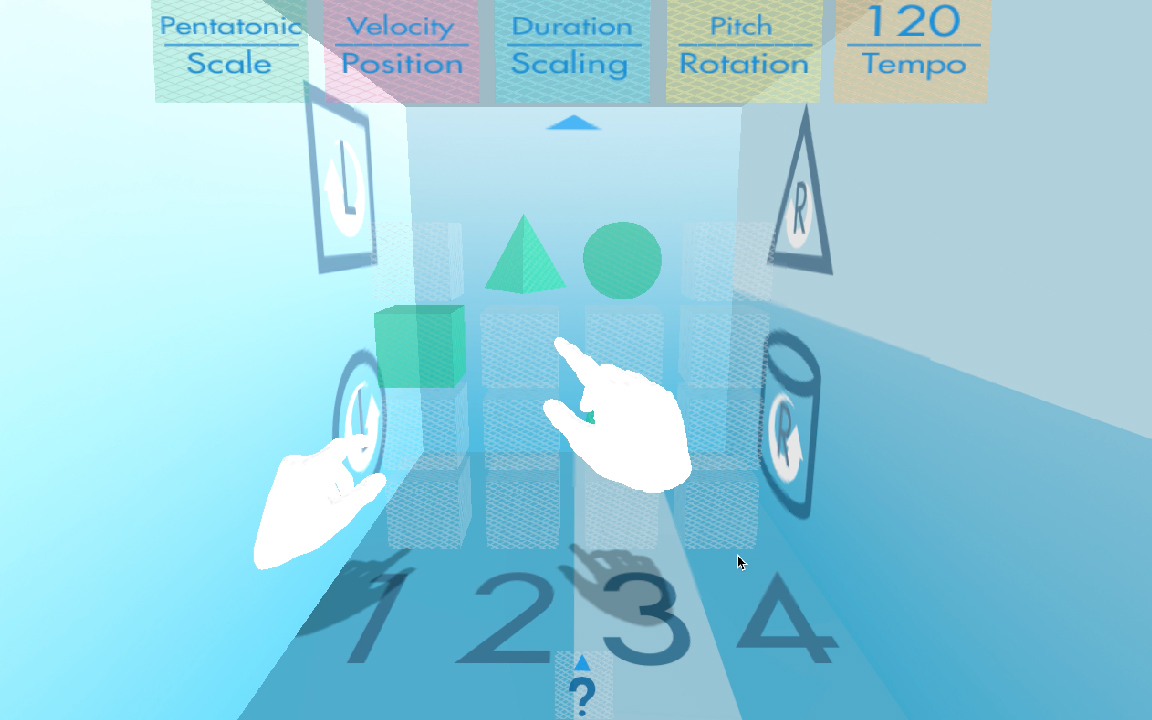 Pentatonic
Scale
Velocity
Position
Duration
Scaling
Pitch
Rotation
120
Tempo
L
R
L
R
1 2 3 4
?